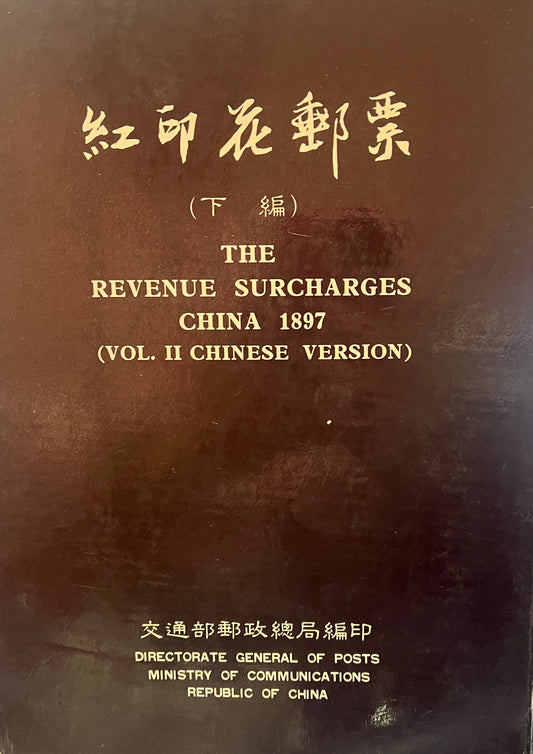 紅印花郵票
(下 編)
THE
REVENUE SURCHARGES
CHINA 1897
(VOL. II CHINESE VERSION)
交通部郵政總局編印
DIRECTORATE GENERAL OF POSTS
MINISTRY OF COMMUNICATIONS
REPUBLIC OF CHINA